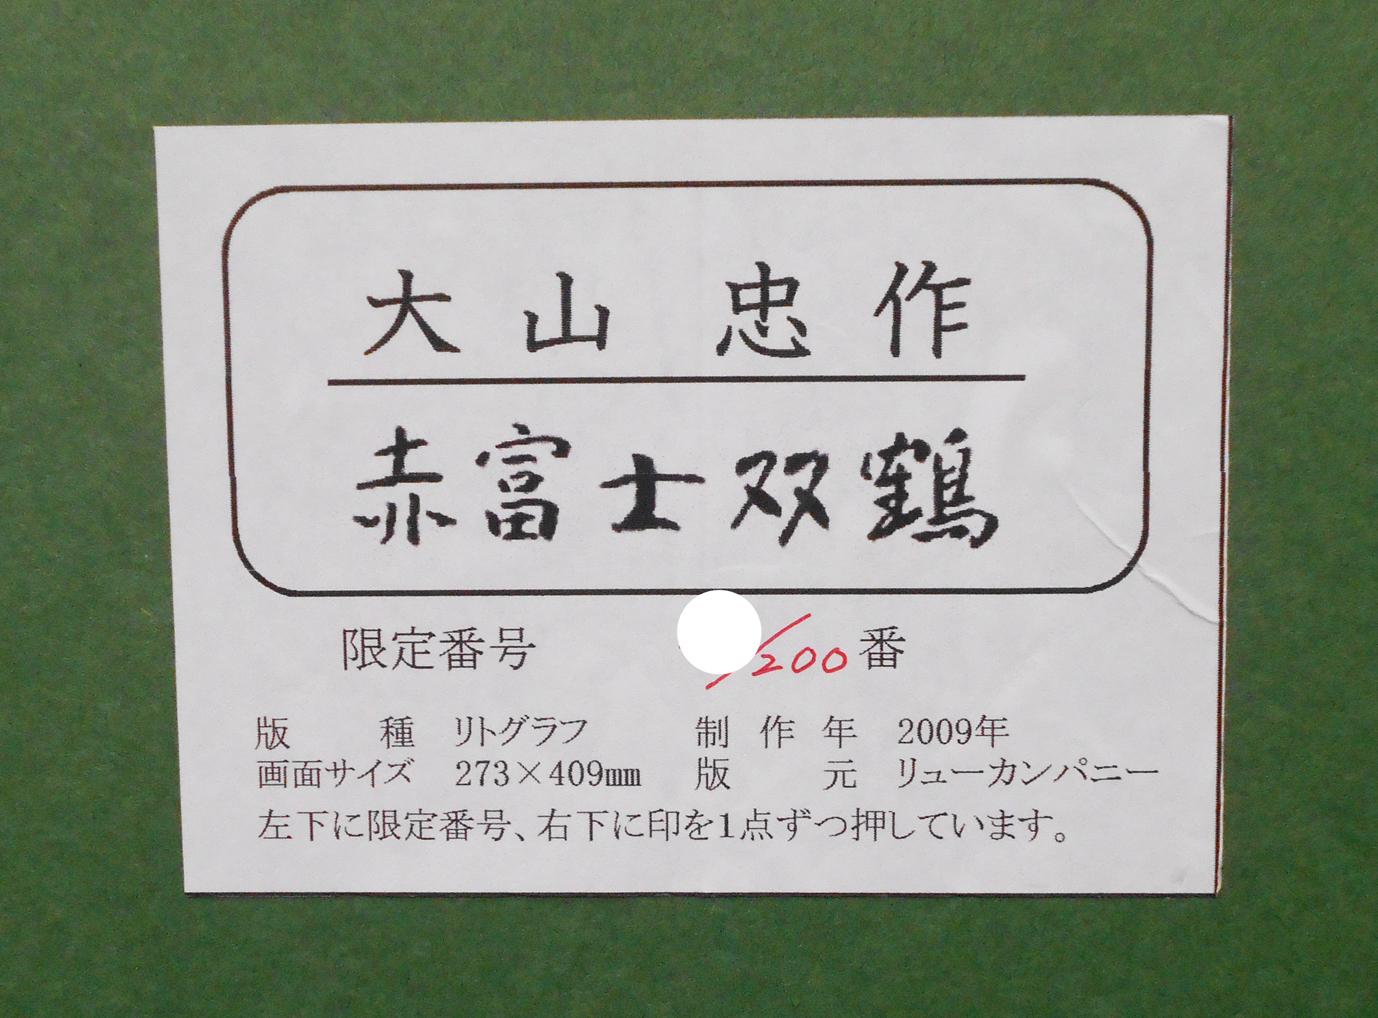 大山 忠作
赤富士双鶴
限定番号 /200番
版種 リトグラフ 制作年 2009年
画面サイズ 273×409mm 版元 リューカンパニー
左下に限定番号、右下に印を1点ずつ押しています。